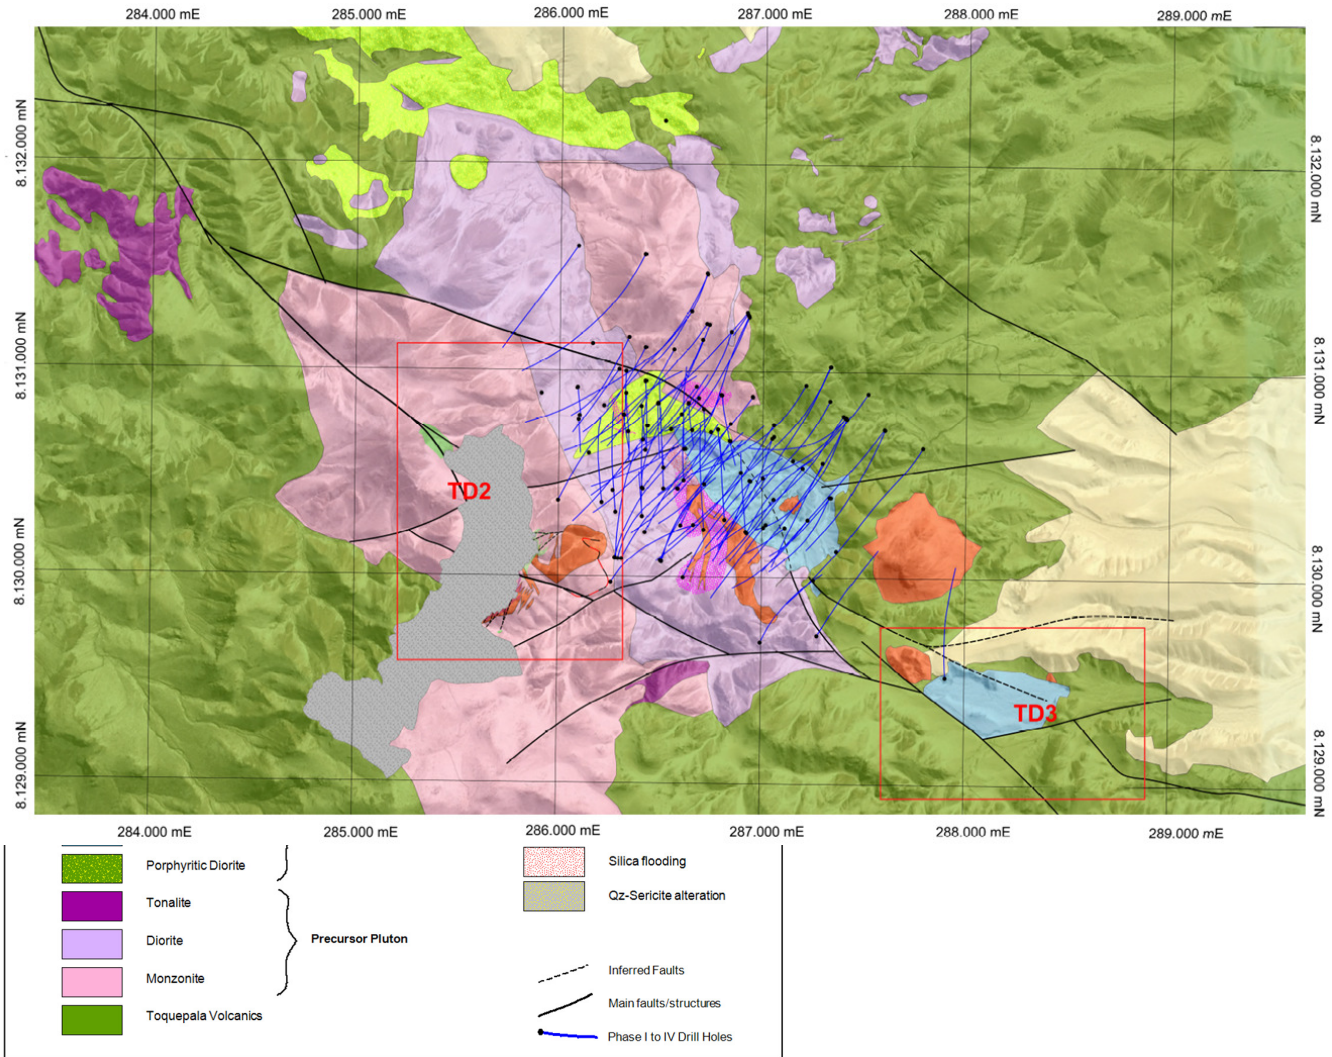 284.000 mE 285.000 mE 286.000 mE 287.000 mE 288.000 mE 289.000 mE
8.132.000 mN
8.132.000 mN
8.131.000 mN
8.131.000 mN
TD2
8.130.000 mN
8.130.000 mN
TD3
8.129.000 mN
8.129.000 mN
284.000 mE 285.000 mE 286.000 mE 287.000 mE 288.000 mE 289.000 mE
Porphyritic Diorite
Tonalite
Diorite
Precursor Pluton
Monzonite
Toquepala Volcanics
Silica flooding
Qz-Sericite alteration
Inferred Faults
Main faults/structures
Phase I to IV Drill Holes